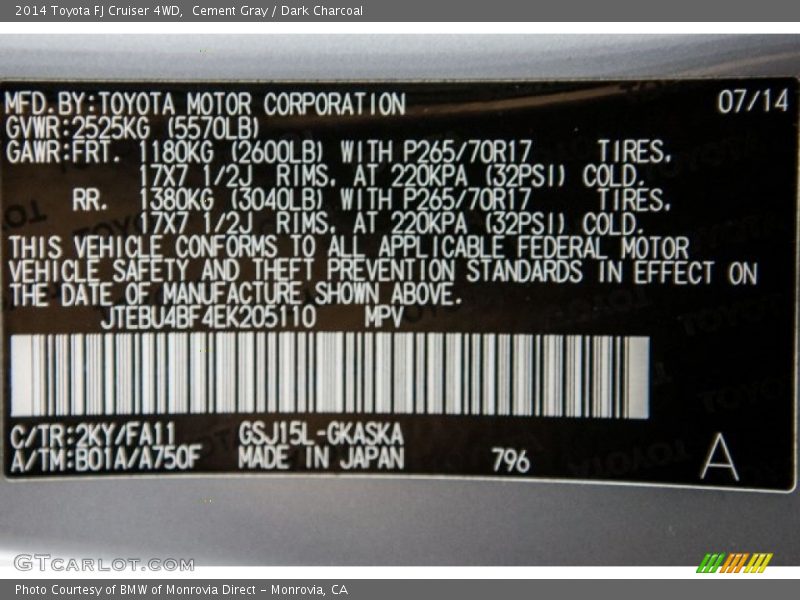 2014 Toyota FJ Cruiser 4WD, Cement Gray / Dark Charcoal
MFD.BY:TOYOTA MOTOR CORPORATION 07/14
GVWR:2525KG (5570LB)
GAWR:FRT. 1180KG (2600LB) WITH P265/70R17 TIRES,
17X7 1/2J RIMS, AT 220KPA (32PSI) COLD.
RR. 1380KG (3040LB) WITH P265/70R17 TIRES,
17X7 1/2J RIMS, AT 220KPA (32PSI) COLD.
THIS VEHICLE CONFORMS TO ALL APPLICABLE FEDERAL MOTOR
VEHICLE SAFETY AND THEFT PREVENTION STANDARDS IN EFFECT ON
THE DATE OF MANUFACTURE SHOWN ABOVE.
JTEBU4BF4EK205110 MPV
C/TR:2KY/FA11 GSJ15L-GKASKA
A/TM:B01A/A750F MADE IN JAPAN 796 A
GTCARLOT.COM
Photo Courtesy of BMW of Monrovia Direct - Monrovia, CA